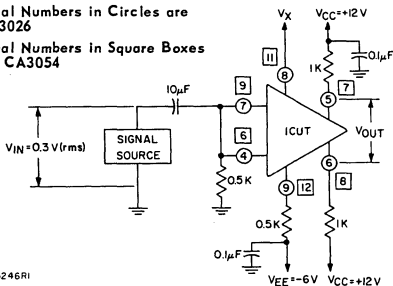 al Numbers in Circles are
3026
al Numbers in Square Boxes
CA3054
VX
VCC=+12V
11
8
1K
0.1µF
7
5
10µF
9
7
6
4
ICUT
VIN=0.3V(rms)
SIGNAL
SOURCE
VOUT
6
8
9
12
0.5K
0.5K
1K
0.1µF
VEE=-6V
VCC=+12V
246RI